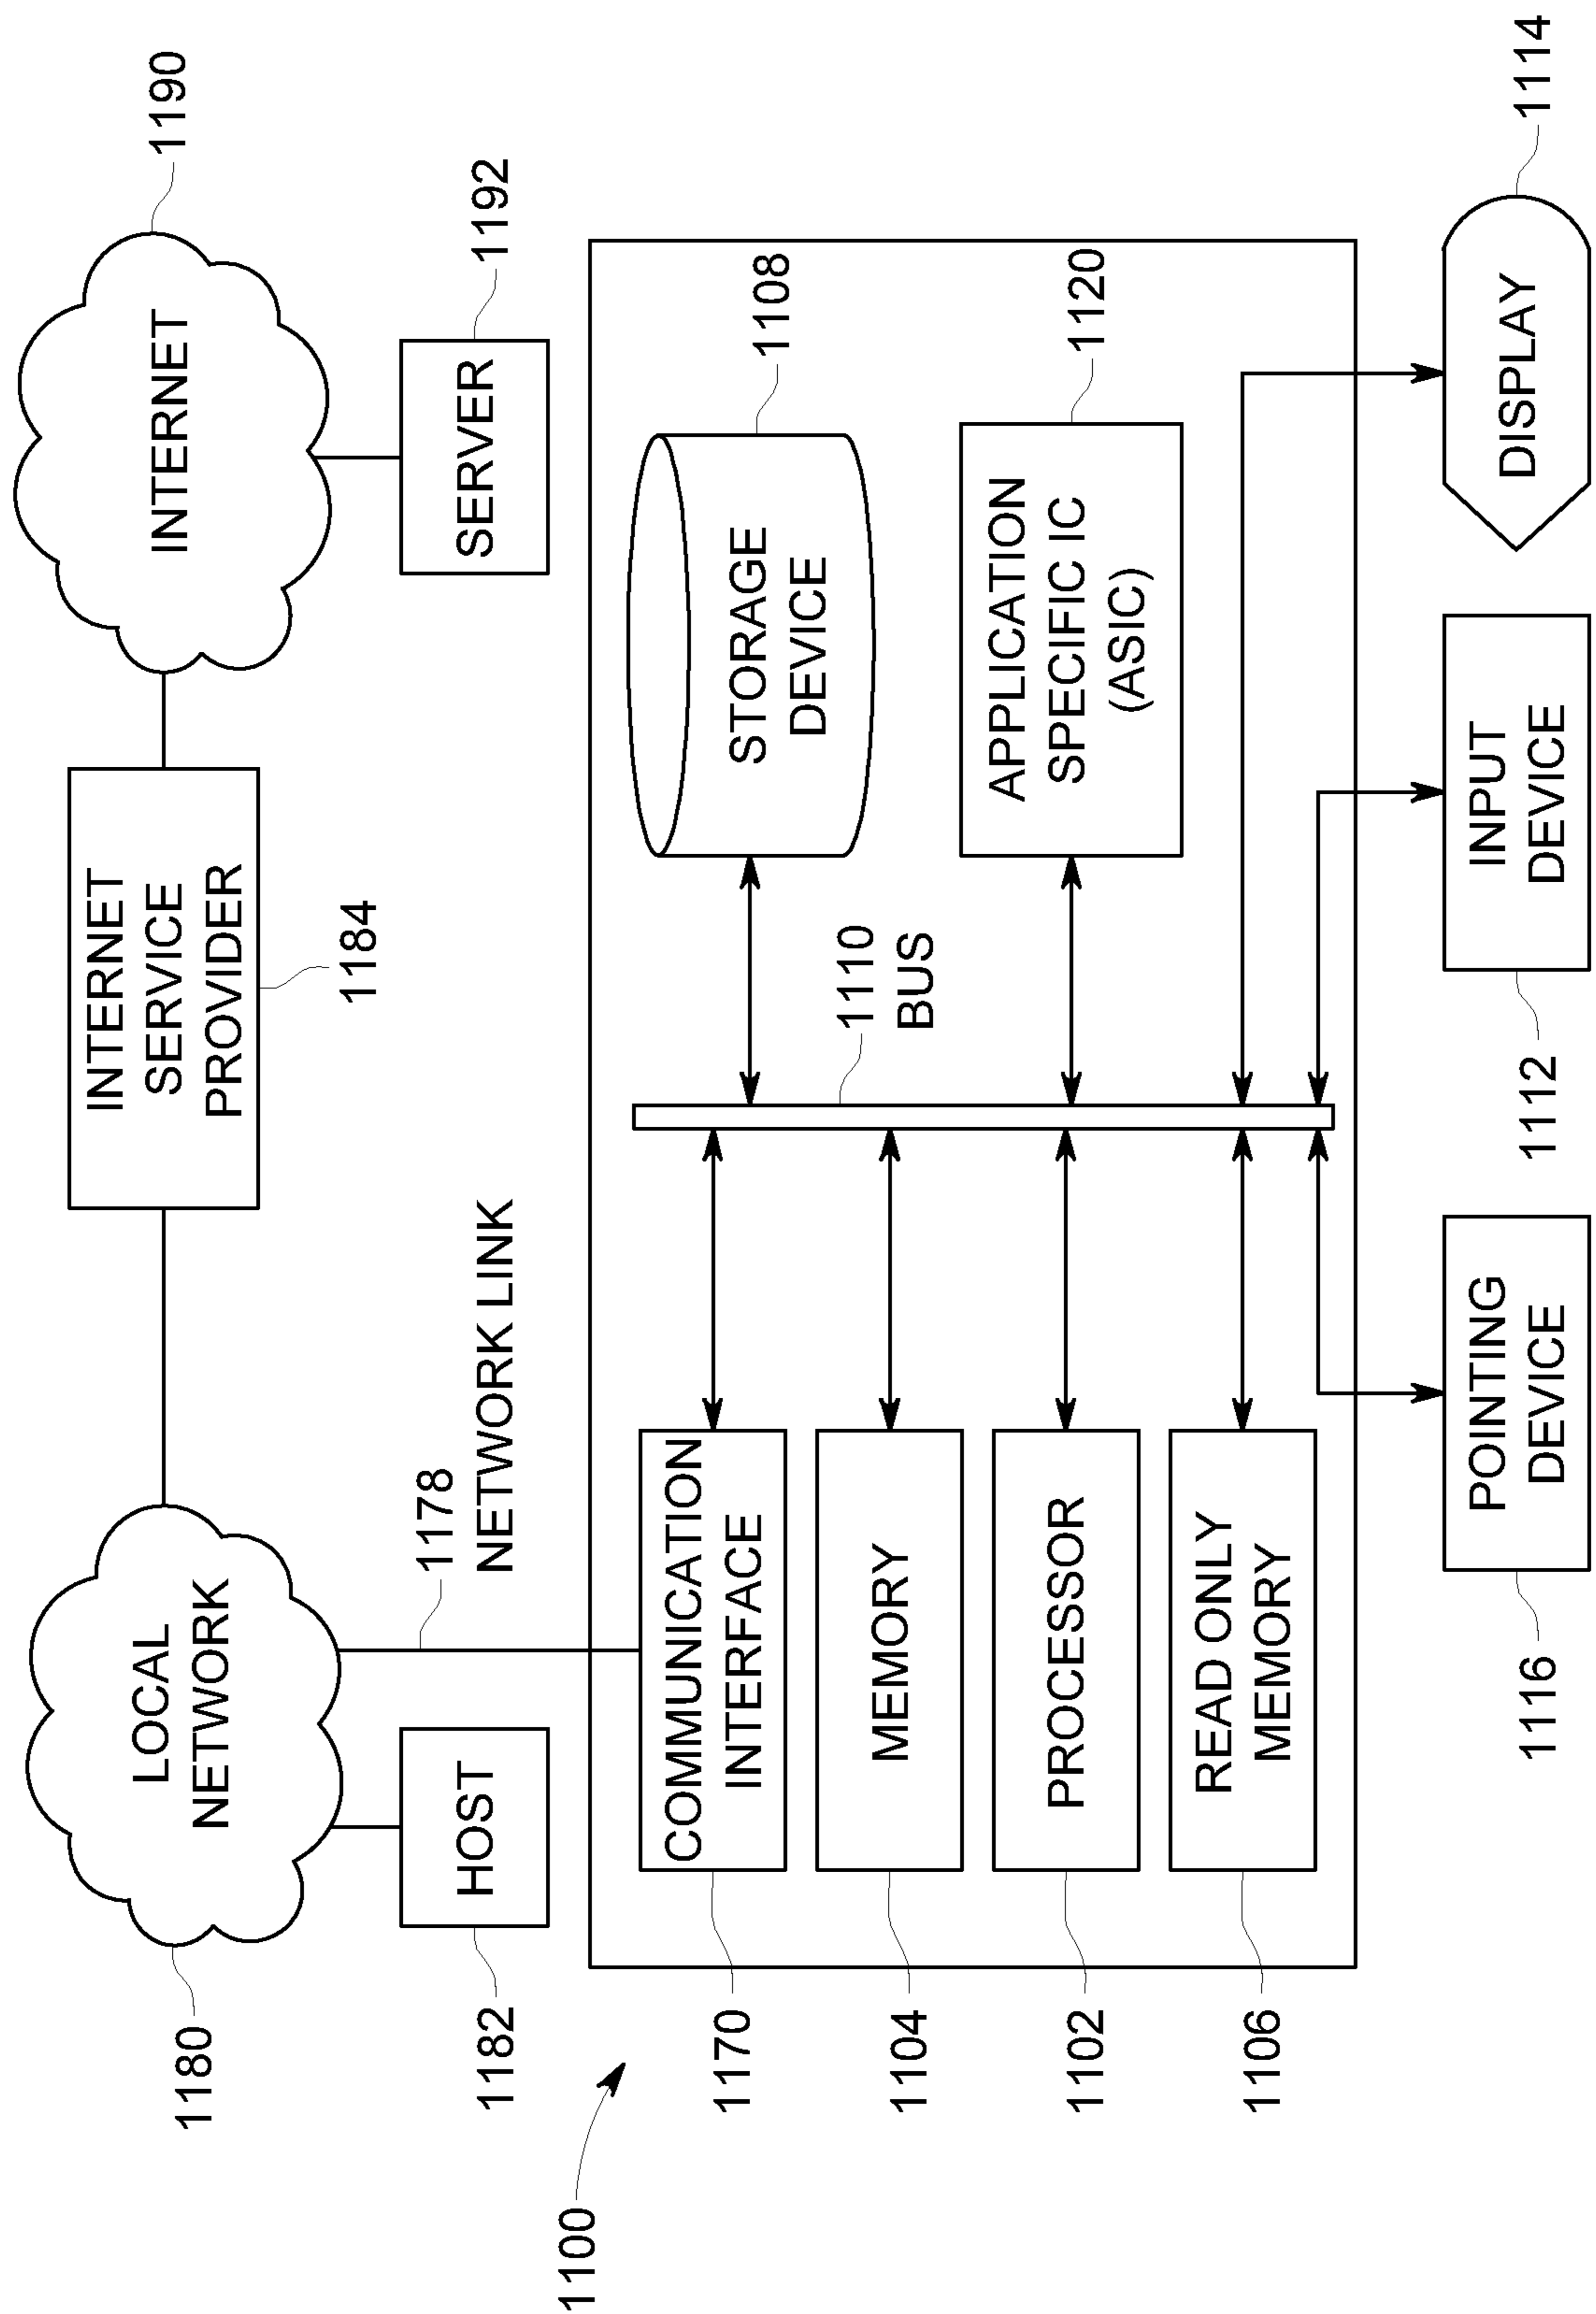 1190
INTERNET
1192
SERVER
INTERNET
SERVICE
PROVIDER
1184
LOCAL
NETWORK
1180
1178
NETWORK LINK
HOST
1182
1100
COMMUNICATION
INTERFACE
1170
MEMORY
1104
PROCESSOR
1102
READ ONLY
MEMORY
1106
1110
BUS
STORAGE
DEVICE
1108
APPLICATION
SPECIFIC IC
(ASIC)
1120
POINTING
DEVICE
1116
INPUT
DEVICE
1112
DISPLAY
1114